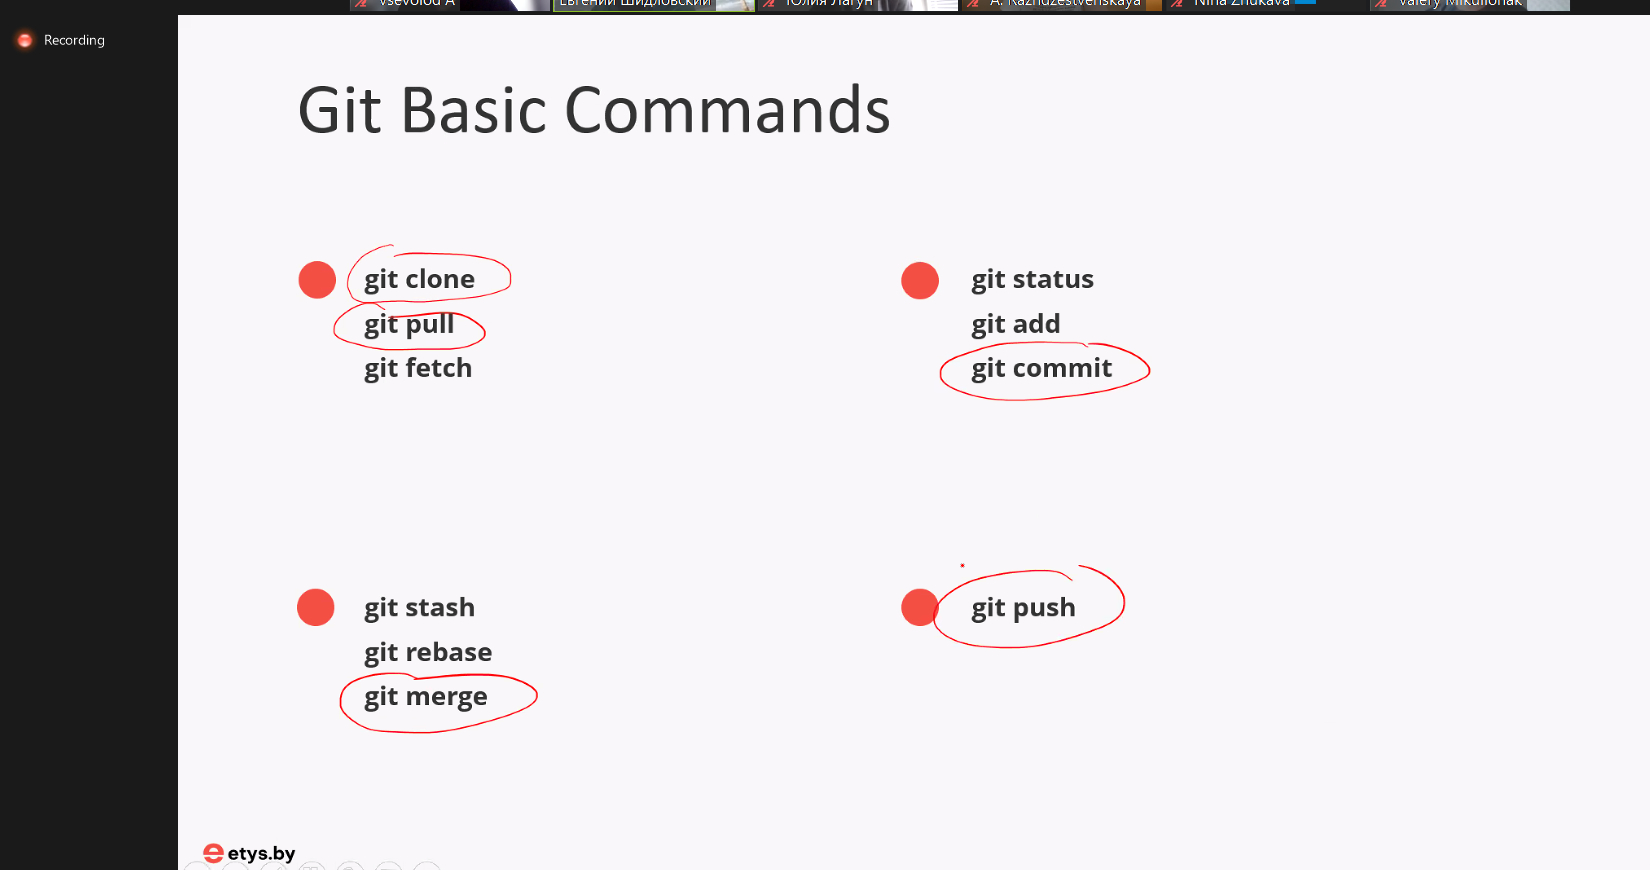 Vsevolod A
Евгений Шидловский
Юлия Лагун
A. Razhdzestvenskaya
Nina Zhukava
Valery Mikulionak
Recording
Git Basic Commands
git clone
git pull
git fetch
git status
git add
git commit
git stash
git rebase
git merge
git push
etys.by